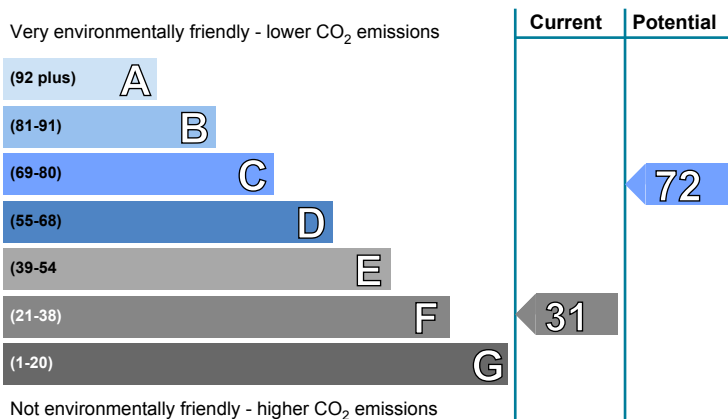 Current Potential
Very environmentally friendly - lower CO₂ emissions
(92 plus) A
(81-91) B
(69-80) C
72
(55-68) D
(39-54 E
(21-38) F
31
(1-20) G
Not environmentally friendly - higher CO₂ emissions